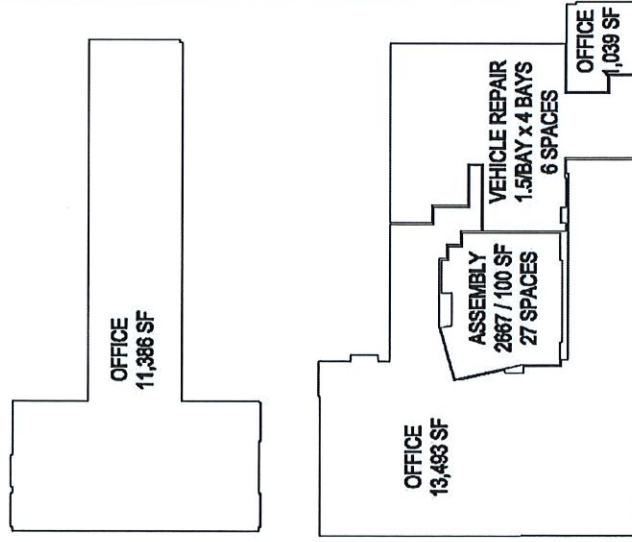 OFFICE
11,386 SF
OFFICE
13,493 SF
ASSEMBLY
2667 / 100 SF
27 SPACES
VEHICLE REPAIR
1.5/BAY x 4 BAYS
6 SPACES
OFFICE
1,039 SF